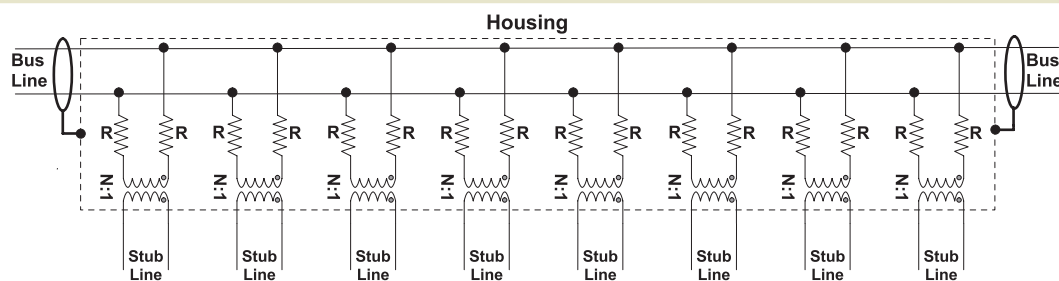 Housing
Bus
Line
Bus
Line
R R R R R R R R R R R R R R R R
N:1 N:1 N:1 N:1 N:1 N:1 N:1 N:1
Stub Stub Stub Stub Stub Stub Stub Stub
Line Line Line Line Line Line Line Line